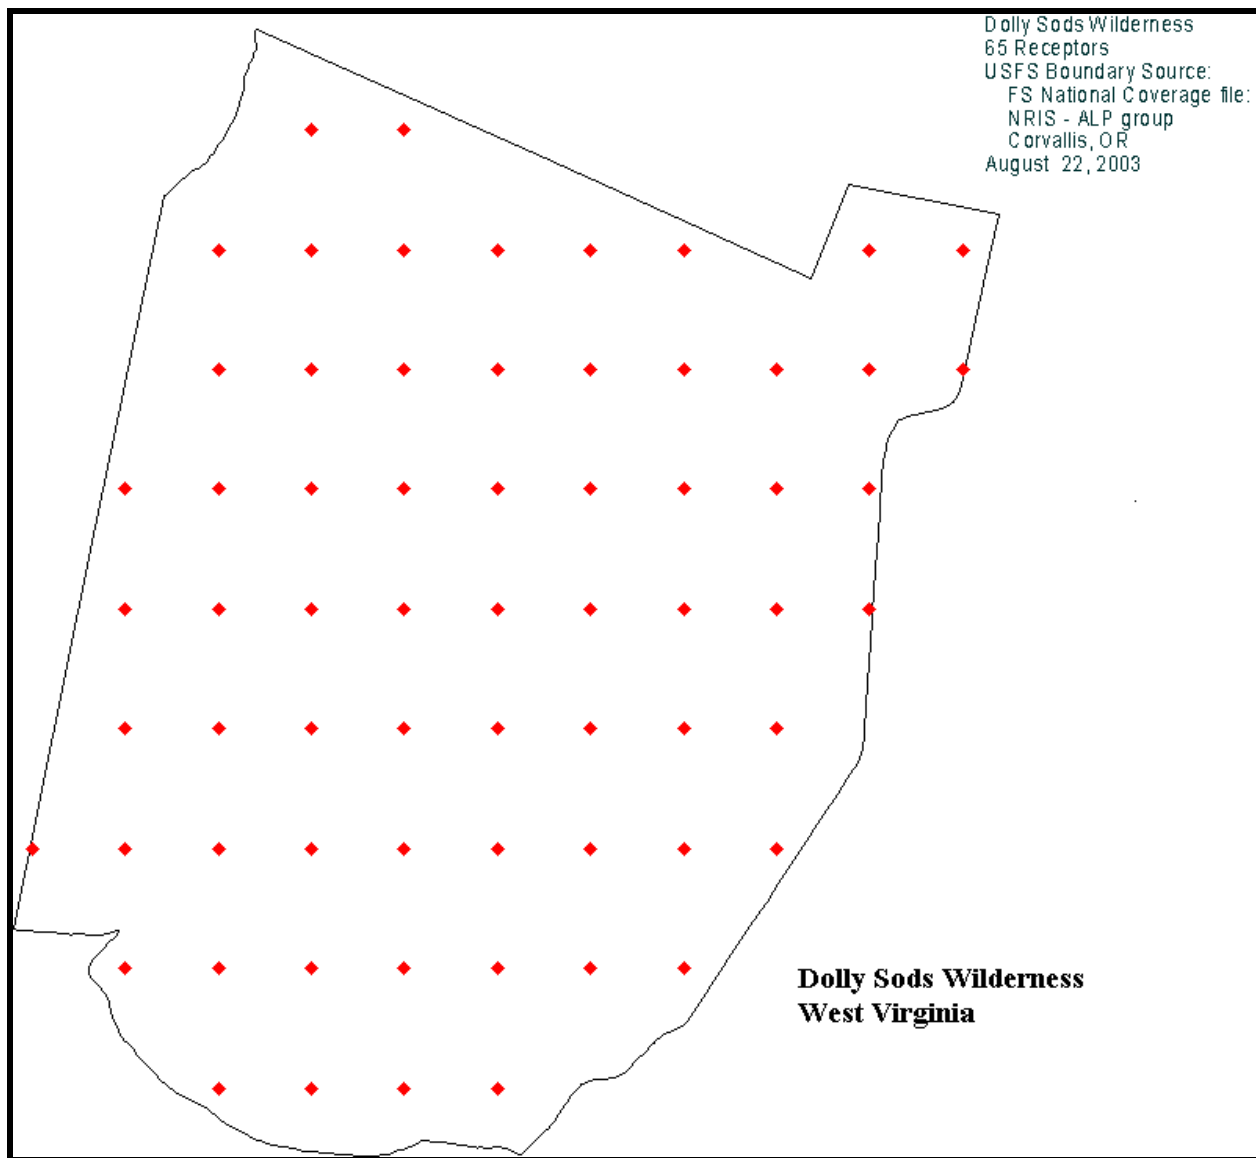 Dolly Sods Wilderness
65 Receptors
USFS Boundary Source:
FS National Coverage file:
NRIS - ALP group
Corvallis, OR
August 22, 2003
Dolly Sods Wilderness
West Virginia